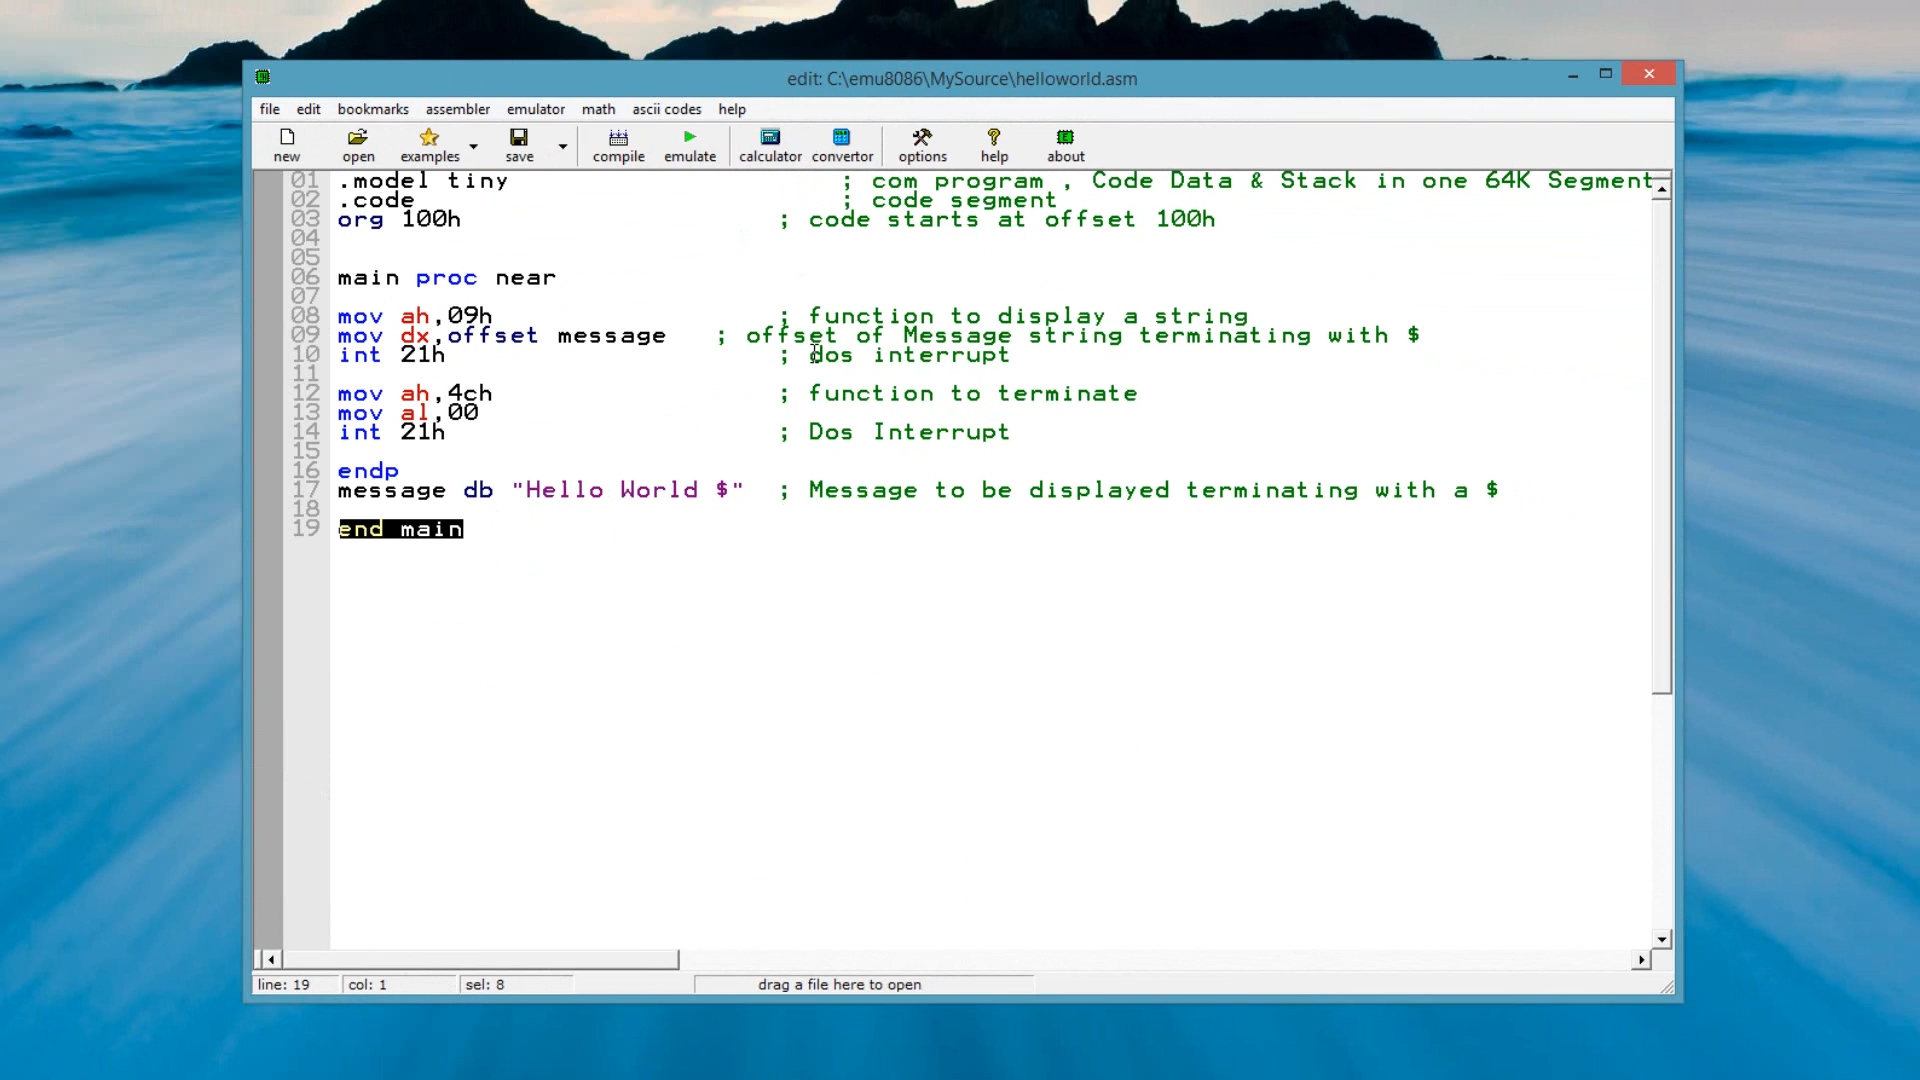 edit: C:\emu8086\MySource\helloworld.asm
file edit bookmarks assembler emulator math ascii codes help
new open examples save compile emulate calculator convertor options help about
01 .model tiny ; com program , Code Data & Stack in one 64K Segment
02 .code ; code segment
03 org 100h ; code starts at offset 100h
04
05
06 main proc near
07
08 mov ah,09h ; function to display a string
09 mov dx,offset message ; offset of Message string terminating with $
10 int 21h ; dos interrupt
11
12 mov ah,4ch ; function to terminate
13 mov al,00
14 int 21h ; Dos Interrupt
15
16 endp
17 message db "Hello World $" ; Message to be displayed terminating with a $
18
19 end main
line: 19 col: 1 sel: 8 drag a file here to open